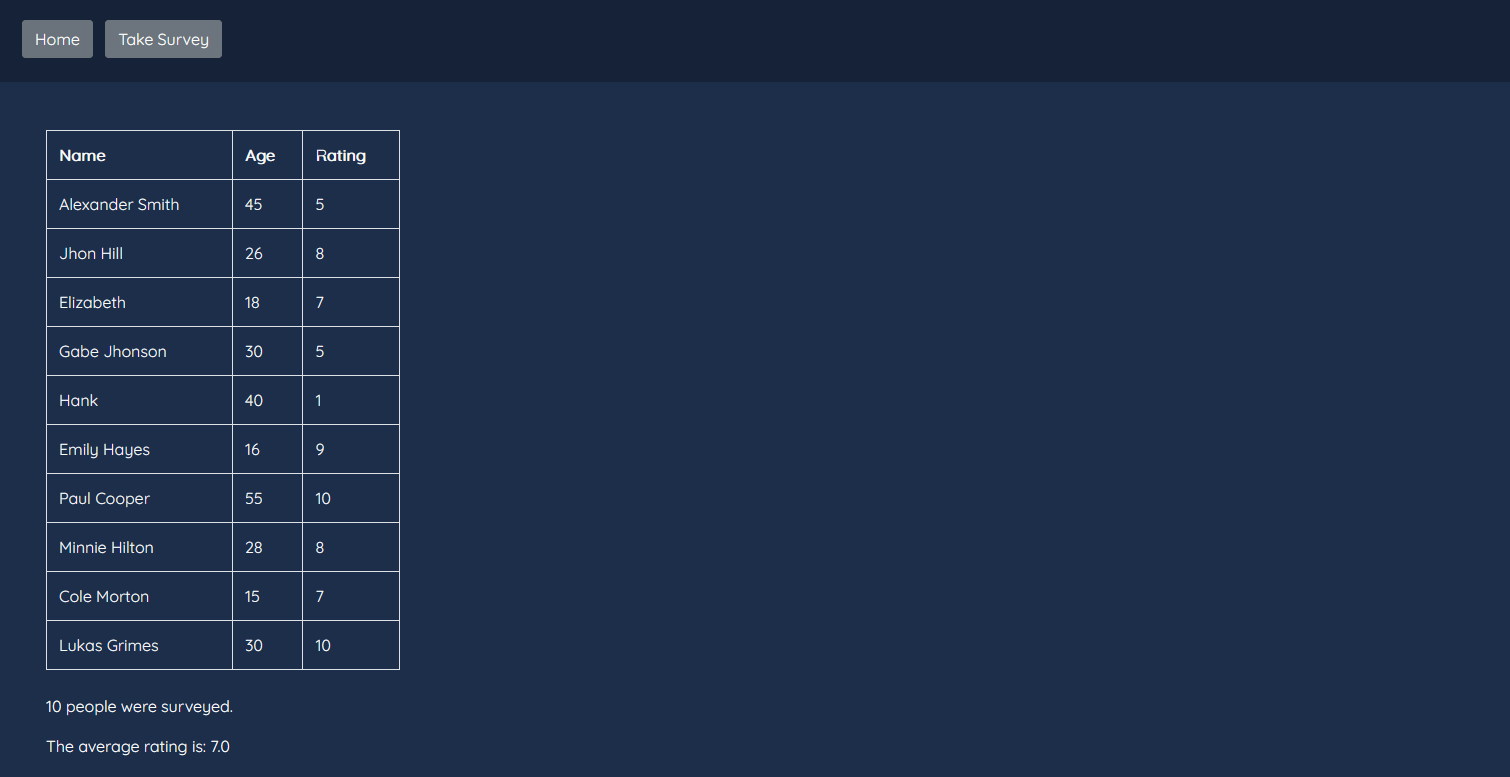 Home Take Survey
Name Age Rating
Alexander Smith 45 5
Jhon Hill 26 8
Elizabeth 18 7
Gabe Jhonson 30 5
Hank 40 1
Emily Hayes 16 9
Paul Cooper 55 10
Minnie Hilton 28 8
Cole Morton 15 7
Lukas Grimes 30 10
10 people were surveyed.
The average rating is: 7.0